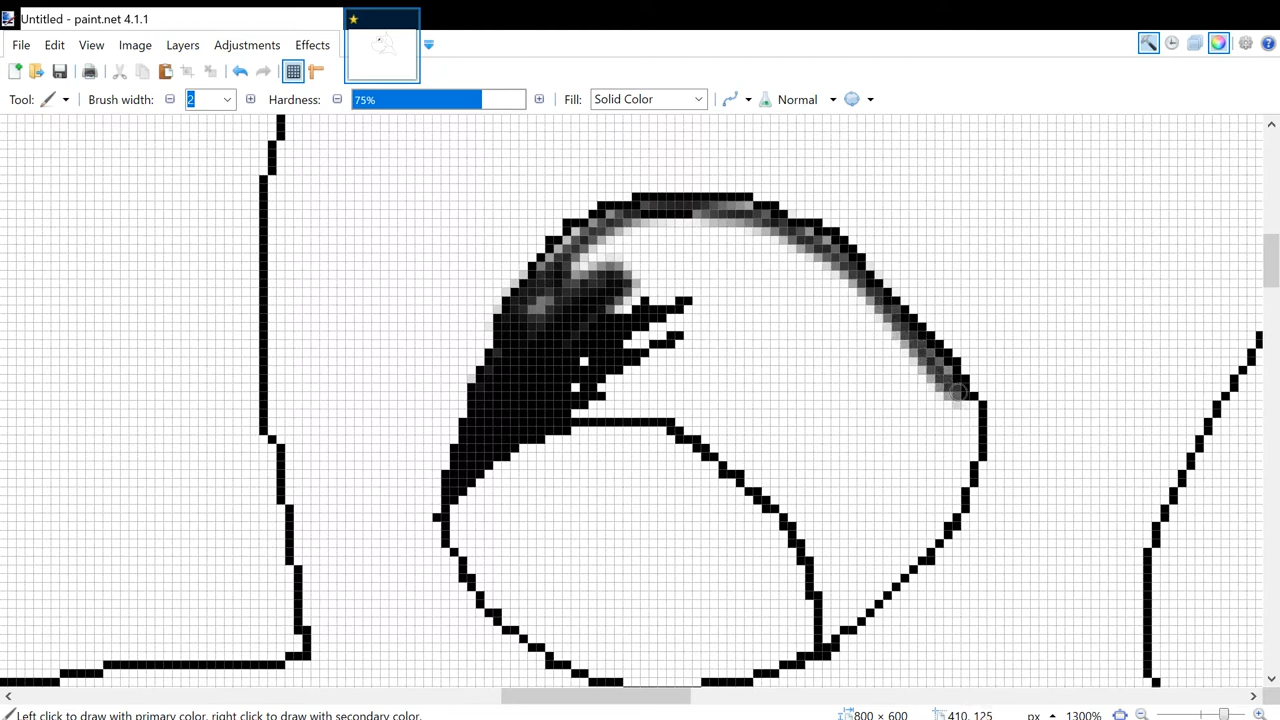 Untitled - paint.net 4.1.1
File Edit View Image Layers Adjustments Effects
Tool: Brush width: 2 Hardness: 75% Fill: Solid Color Normal
Left click to draw with primary color, right click to draw with secondary color. 800 × 600 410, 125 px 1300%